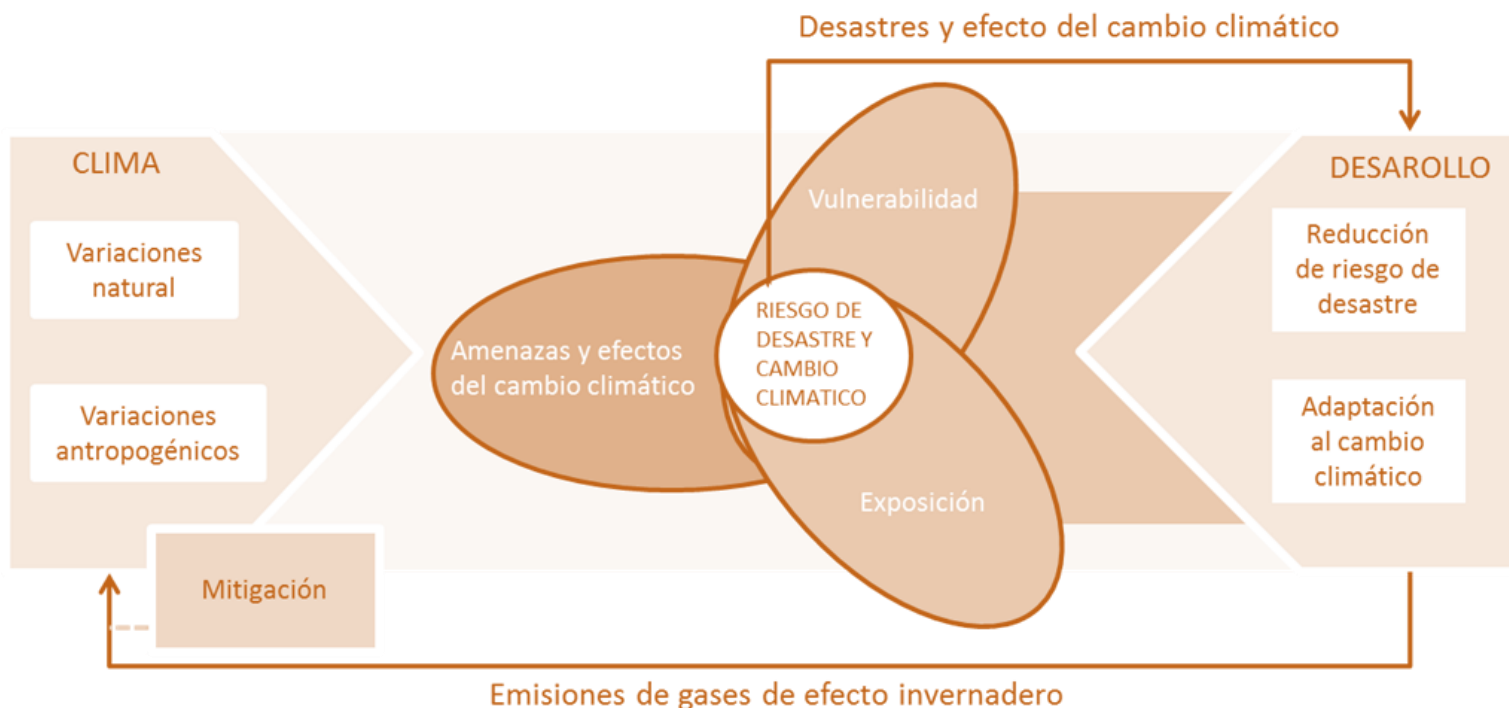 Desastres y efecto del cambio climático
CLIMA
Variaciones
natural
Variaciones
antropogénicos
Mitigación
Amenazas y efectos
del cambio climático
Vulnerabilidad
RIESGO DE
DESASTRE Y
CAMBIO
CLIMATICO
Exposición
DESAROLLO
Reducción
de riesgo de
desastre
Adaptación
al cambio
climático
Emisiones de gases de efecto invernadero